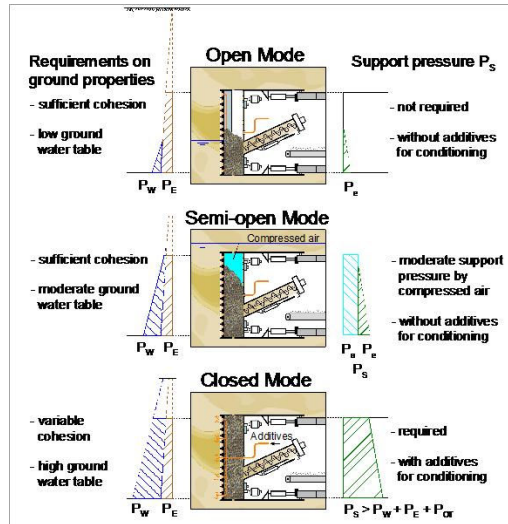 Requirements on
ground properties
Open Mode
Support pressure PS
- sufficient cohesion
- low ground
water table
PW PE
- not required
- without additives
for conditioning
Pe
Semi-open Mode
Compressed air
- sufficient cohesion
- moderate ground
water table
PW PE
- moderate support
pressure by
compressed air
- without additives
for conditioning
Pa Pe
PS
Closed Mode
Additives
- variable
cohesion
- high ground
water table
PW PE
- required
- with additives
for conditioning
PS > PW + PE + Por